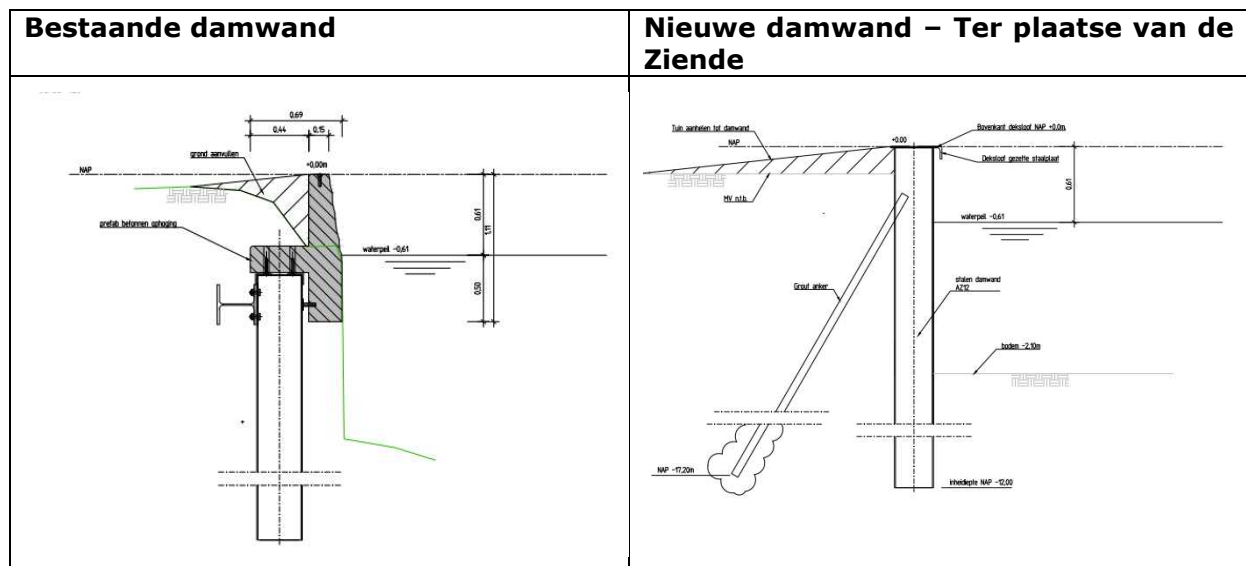 Bestaande damwand
Nieuwe damwand – Ter plaatse van de
Ziende
0,69
0,44
0,15
grond aanvullen
+0,00m
NAP
prefab betonnen ophoging
waterpeil -0,61
0,61
1,11
0,50
Tuin aanhelen tot damwand
NAP
+0.00
Bovenkant deksloof NAP +0.0m.
Deksloof gezette staalplaat
MV n.t.b.
0,61
waterpeil -0,61
Grout anker
stalen damwand
AZ12
bodem -2,10m
NAP -17,20m
inheidiepte NAP -12,00